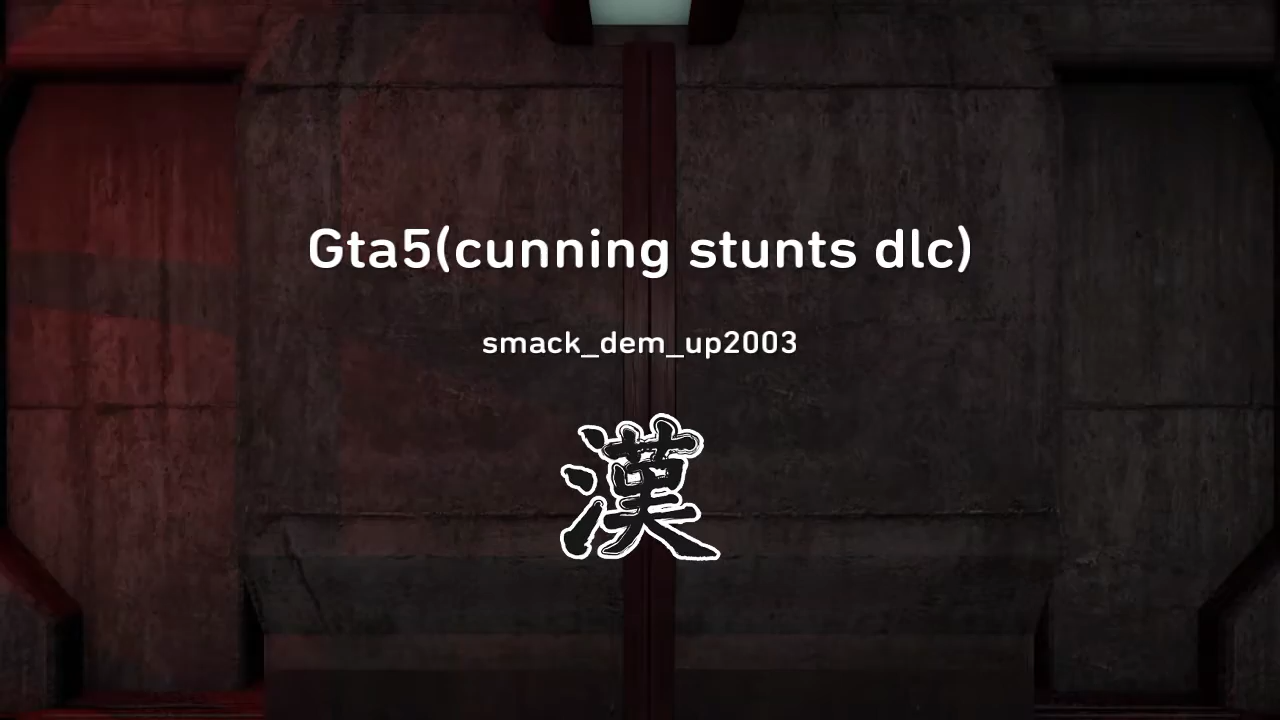 Gta5(cunning stunts dlc)
smack_dem_up2003
漢